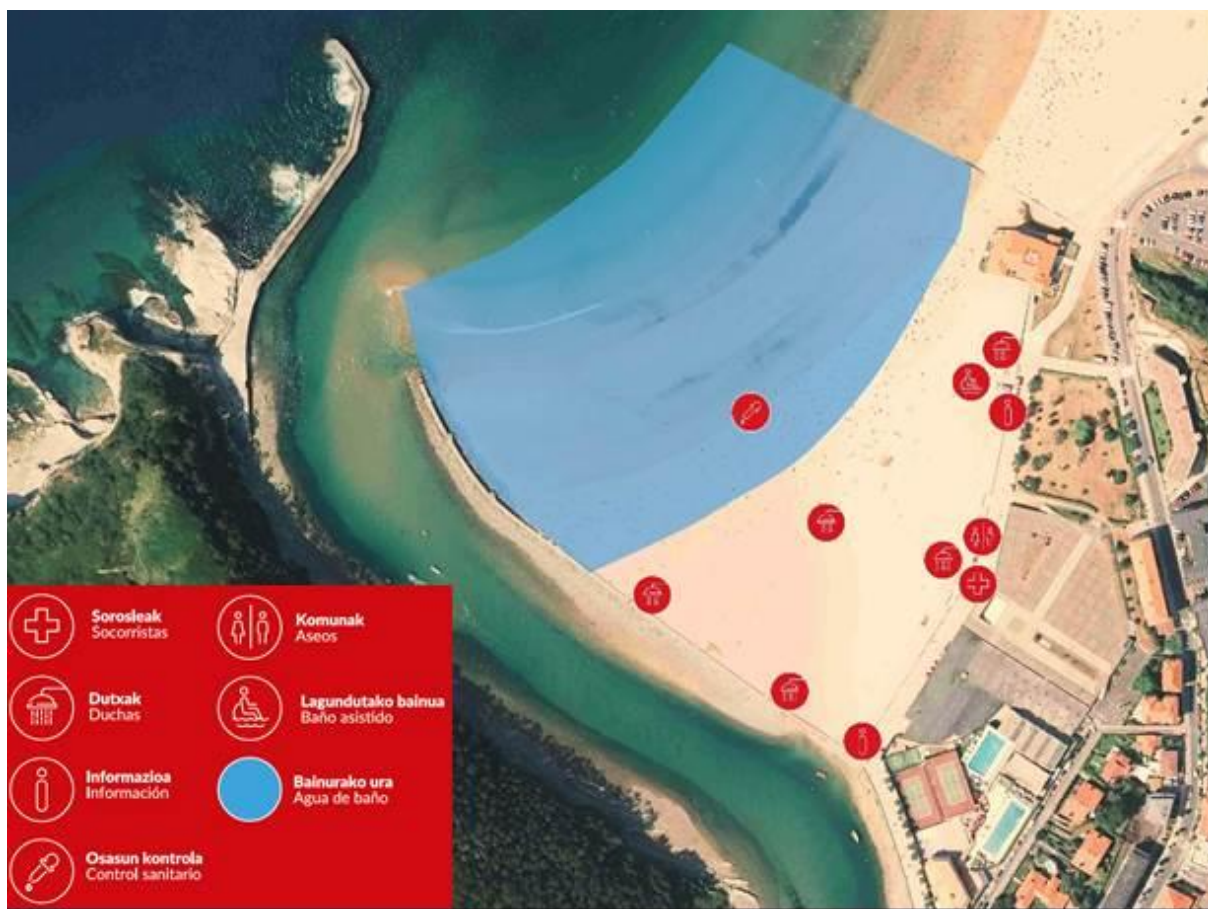 Sorosleak
Socorristas
Komunak
Aseos
Dutxak
Duchas
Lagundutako bainua
Baño asistido
Informazioa
Información
Bainurako ura
Agua de baño
Osasun kontrola
Control sanitario